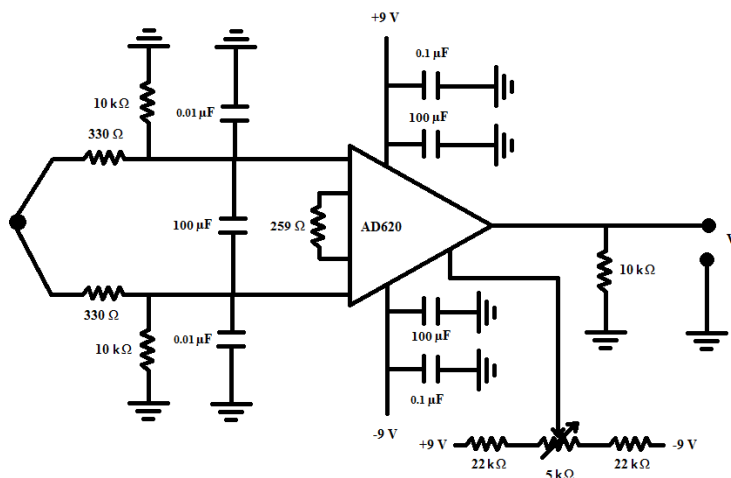 +9 V
0.1 µF
10 kΩ
0.01 µF
100 µF
330 Ω
100 µF
259 Ω
AD620
V
10 kΩ
330 Ω
10 kΩ
0.01 µF
100 µF
0.1 µF
-9 V
+9 V
-9 V
22 kΩ
5 kΩ
22 kΩ